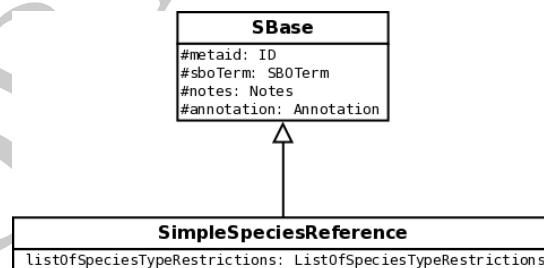 SBase
#metaid: ID
#sboTerm: SBOTerm
#notes: Notes
#annotation: Annotation
SimpleSpeciesReference
listOfSpeciesTypeRestrictions: ListOfSpeciesTypeRestrictions